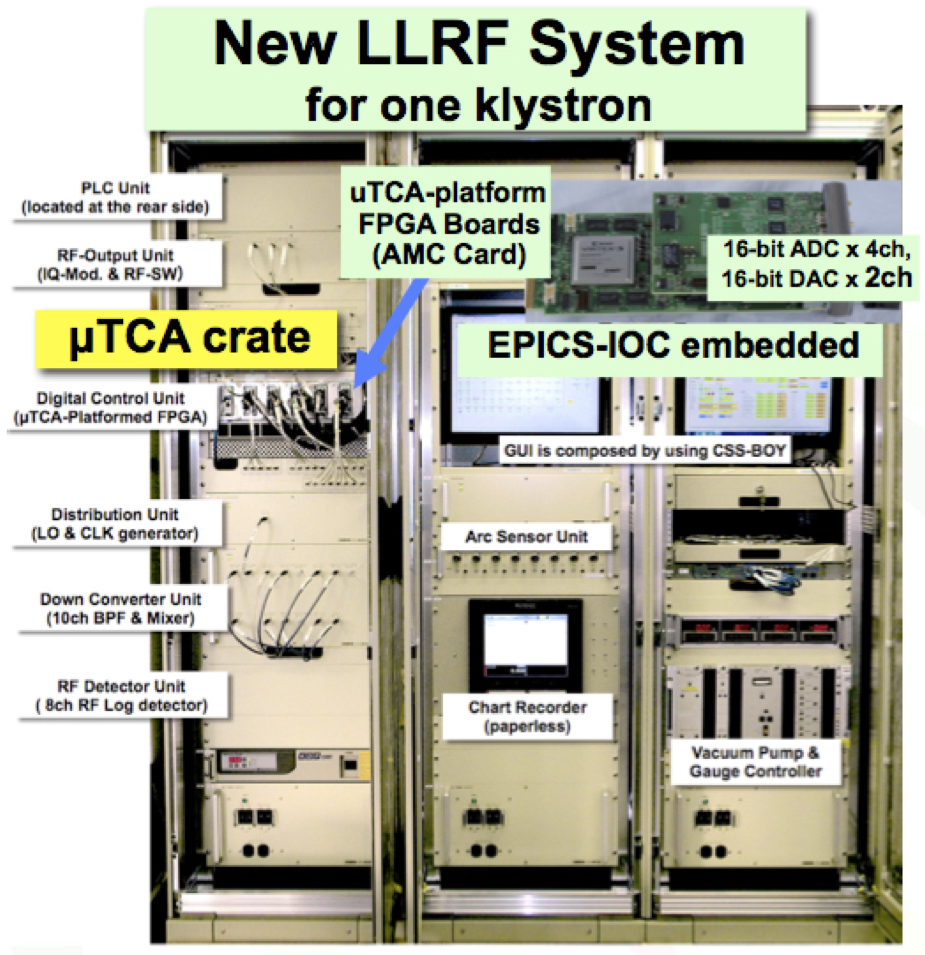 New LLRF System
for one klystron
PLC Unit
(located at the rear side)
RF-Output Unit
(IQ-Mod. & RF-SW)
uTCA-platform
FPGA Boards
(AMC Card)
16-bit ADC x 4ch,
16-bit DAC x 2ch
µTCA crate
EPICS-IOC embedded
Digital Control Unit
(µTCA-Platformed FPGA)
GUI is composed by using CSS-BOY
Distribution Unit
(LO & CLK generator)
Arc Sensor Unit
Down Converter Unit
(10ch BPF & Mixer)
RF Detector Unit
( 8ch RF Log detector)
Chart Recorder
(paperless)
Vacuum Pump &
Gauge Controller